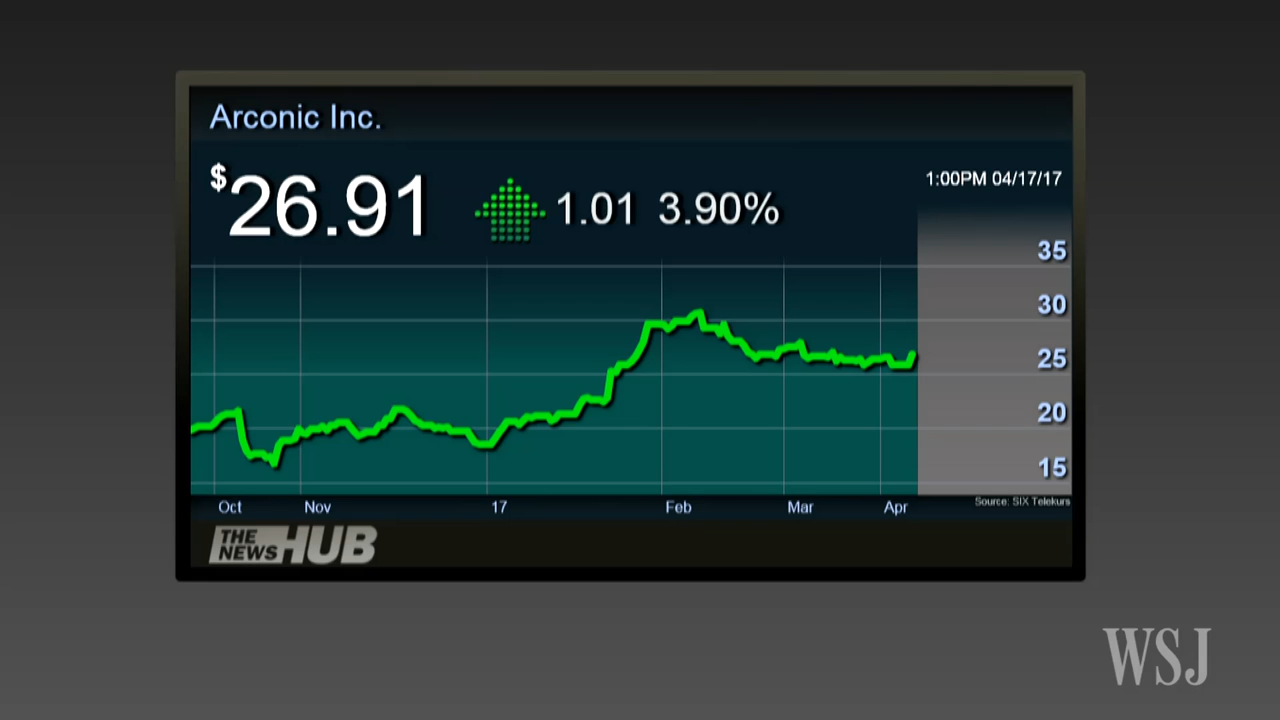 Arconic Inc.
$26.91 1.01 3.90%
1:00PM 04/17/17
35
30
25
20
15
Oct Nov 17 Feb Mar Apr
Source: SIX Telekurs
THE NEWS HUB
WSJ